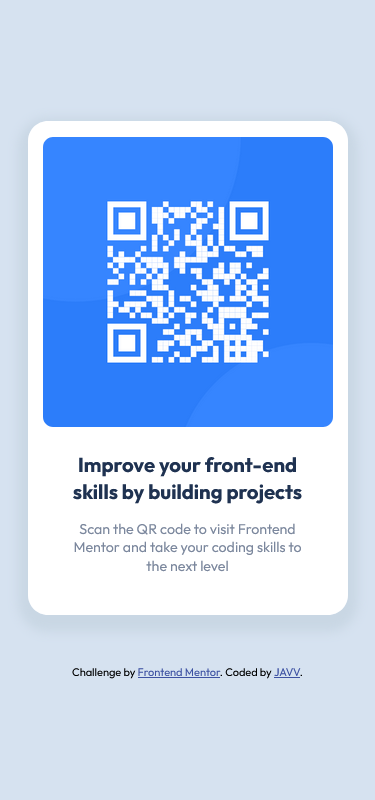 Improve your front-end
skills by building projects
Scan the QR code to visit Frontend
Mentor and take your coding skills to
the next level
Challenge by Frontend Mentor. Coded by JAVV.